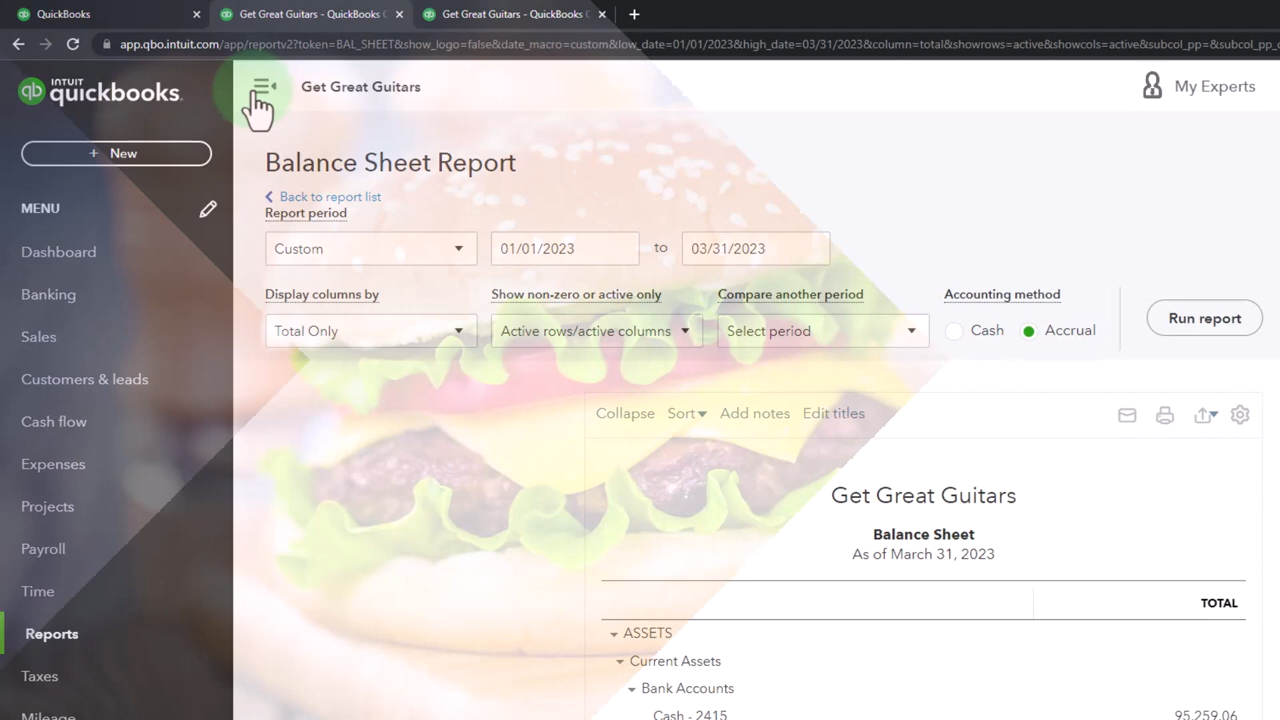 QuickBooks
Get Great Guitars - QuickBooks
Get Great Guitars - QuickBooks
app.qbo.intuit.com/app/reportv2?token=BAL_SHEET&show_logo=false&date_macro=custom&low_date=01/01/2023&high_date=03/31/2023&column=total&showrows=active&showcols=active&subcol_pp=&subcol_pp_c
INTUIT
quickbooks.
Get Great Guitars
My Experts
+ New
MENU
Dashboard
Banking
Sales
Customers & leads
Cash flow
Expenses
Projects
Payroll
Time
Reports
Taxes
Mileage
Balance Sheet Report
Back to report list
Report period
Custom
01/01/2023
to
03/31/2023
Display columns by
Show non-zero or active only
Compare another period
Accounting method
Total Only
Active rows/active columns
Select period
Cash
Accrual
Run report
Collapse
Sort
Add notes
Edit titles
Get Great Guitars
Balance Sheet
As of March 31, 2023
TOTAL
ASSETS
Current Assets
Bank Accounts
Cash - 2415
95,259.06